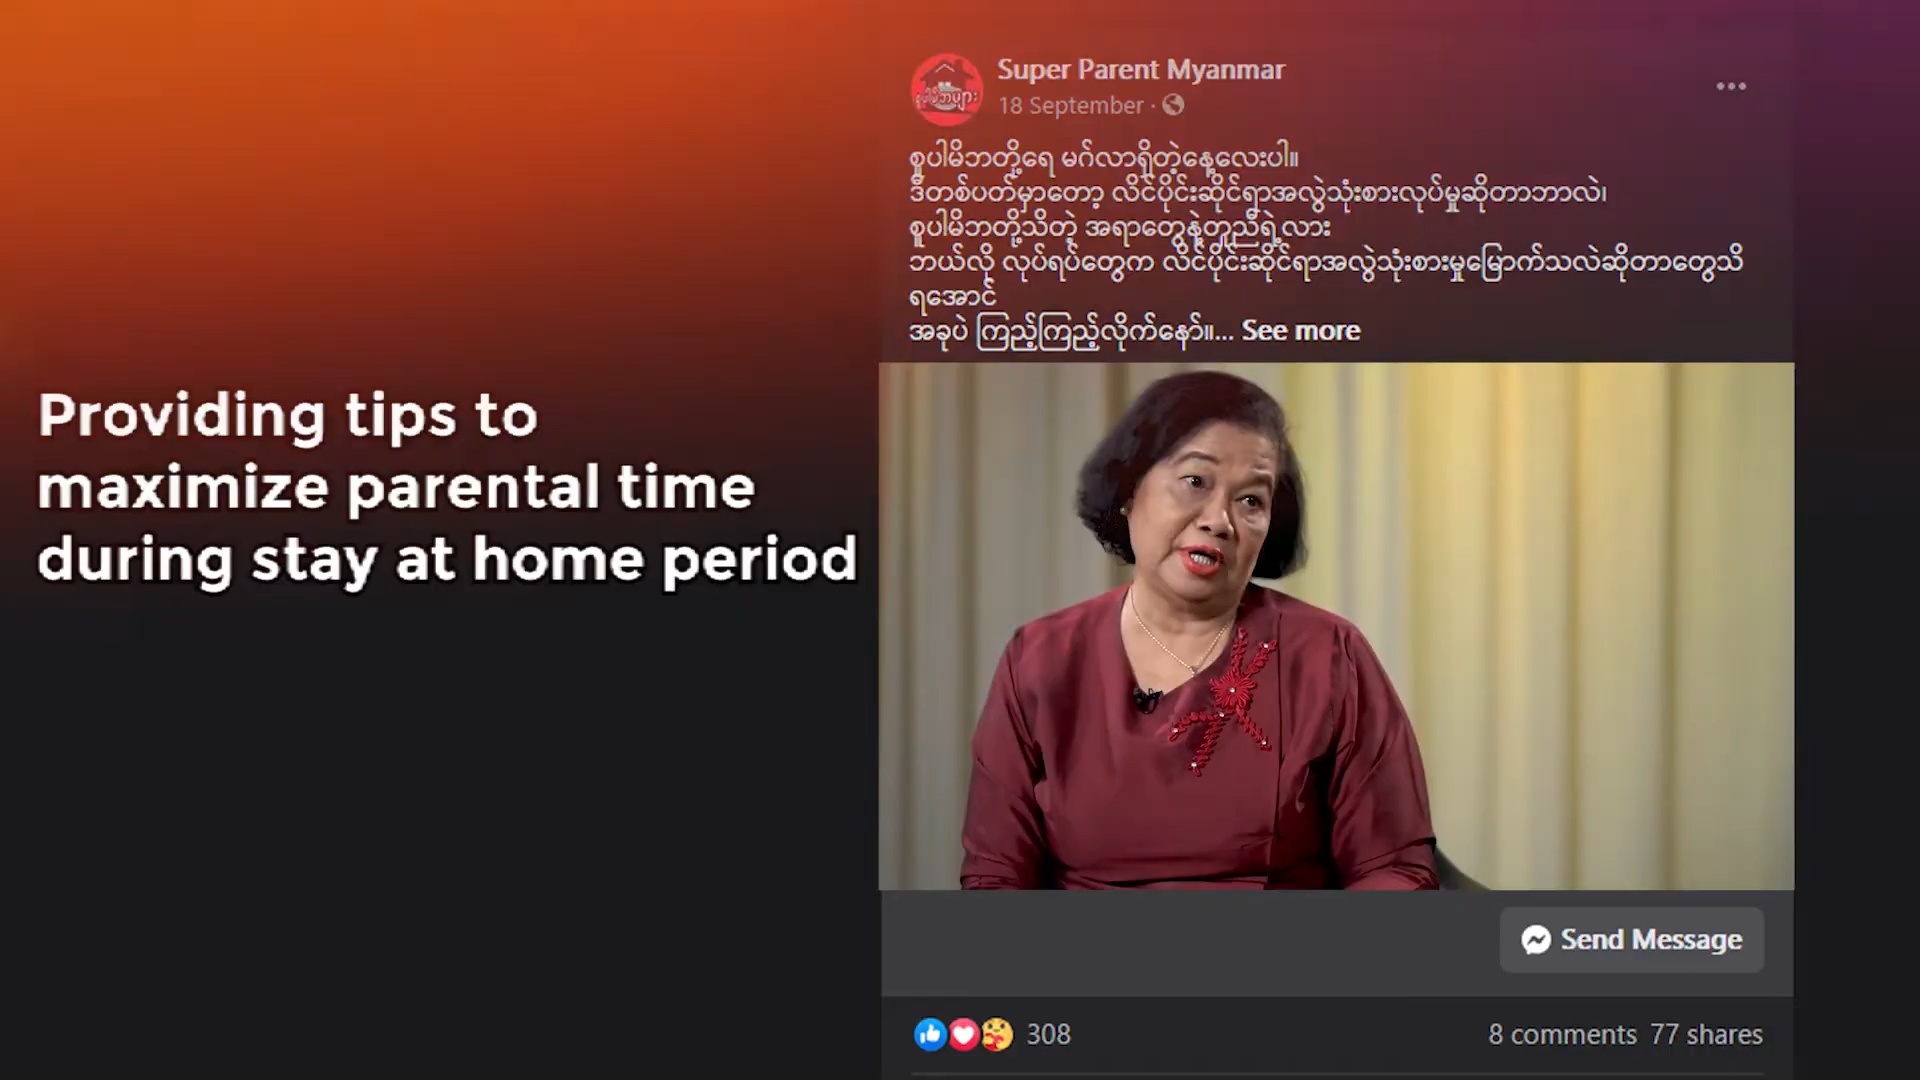 Providing tips to
maximize parental time
during stay at home period
Super Parent Myanmar
18 September ·
စူပါမိဘများ
စူပါမိဘတို့ရေ မင်္ဂလာရှိတဲ့နေ့လေးပါ။
ဒီတစ်ပတ်မှာတော့ လိင်ပိုင်းဆိုင်ရာအလွဲသုံးစားလုပ်မှုဆိုတာဘာလဲ၊
စူပါမိဘတို့သိတဲ့ အရာတွေနဲ့တူညီရဲ့လား
ဘယ်လို လုပ်ရပ်တွေက လိင်ပိုင်းဆိုင်ရာအလွဲသုံးစားမှုမြောက်သလဲဆိုတာတွေသိ
ရအောင်
အခုပဲ ကြည့်ကြည့်လိုက်နော်။... See more
Send Message
308
8 comments 77 shares